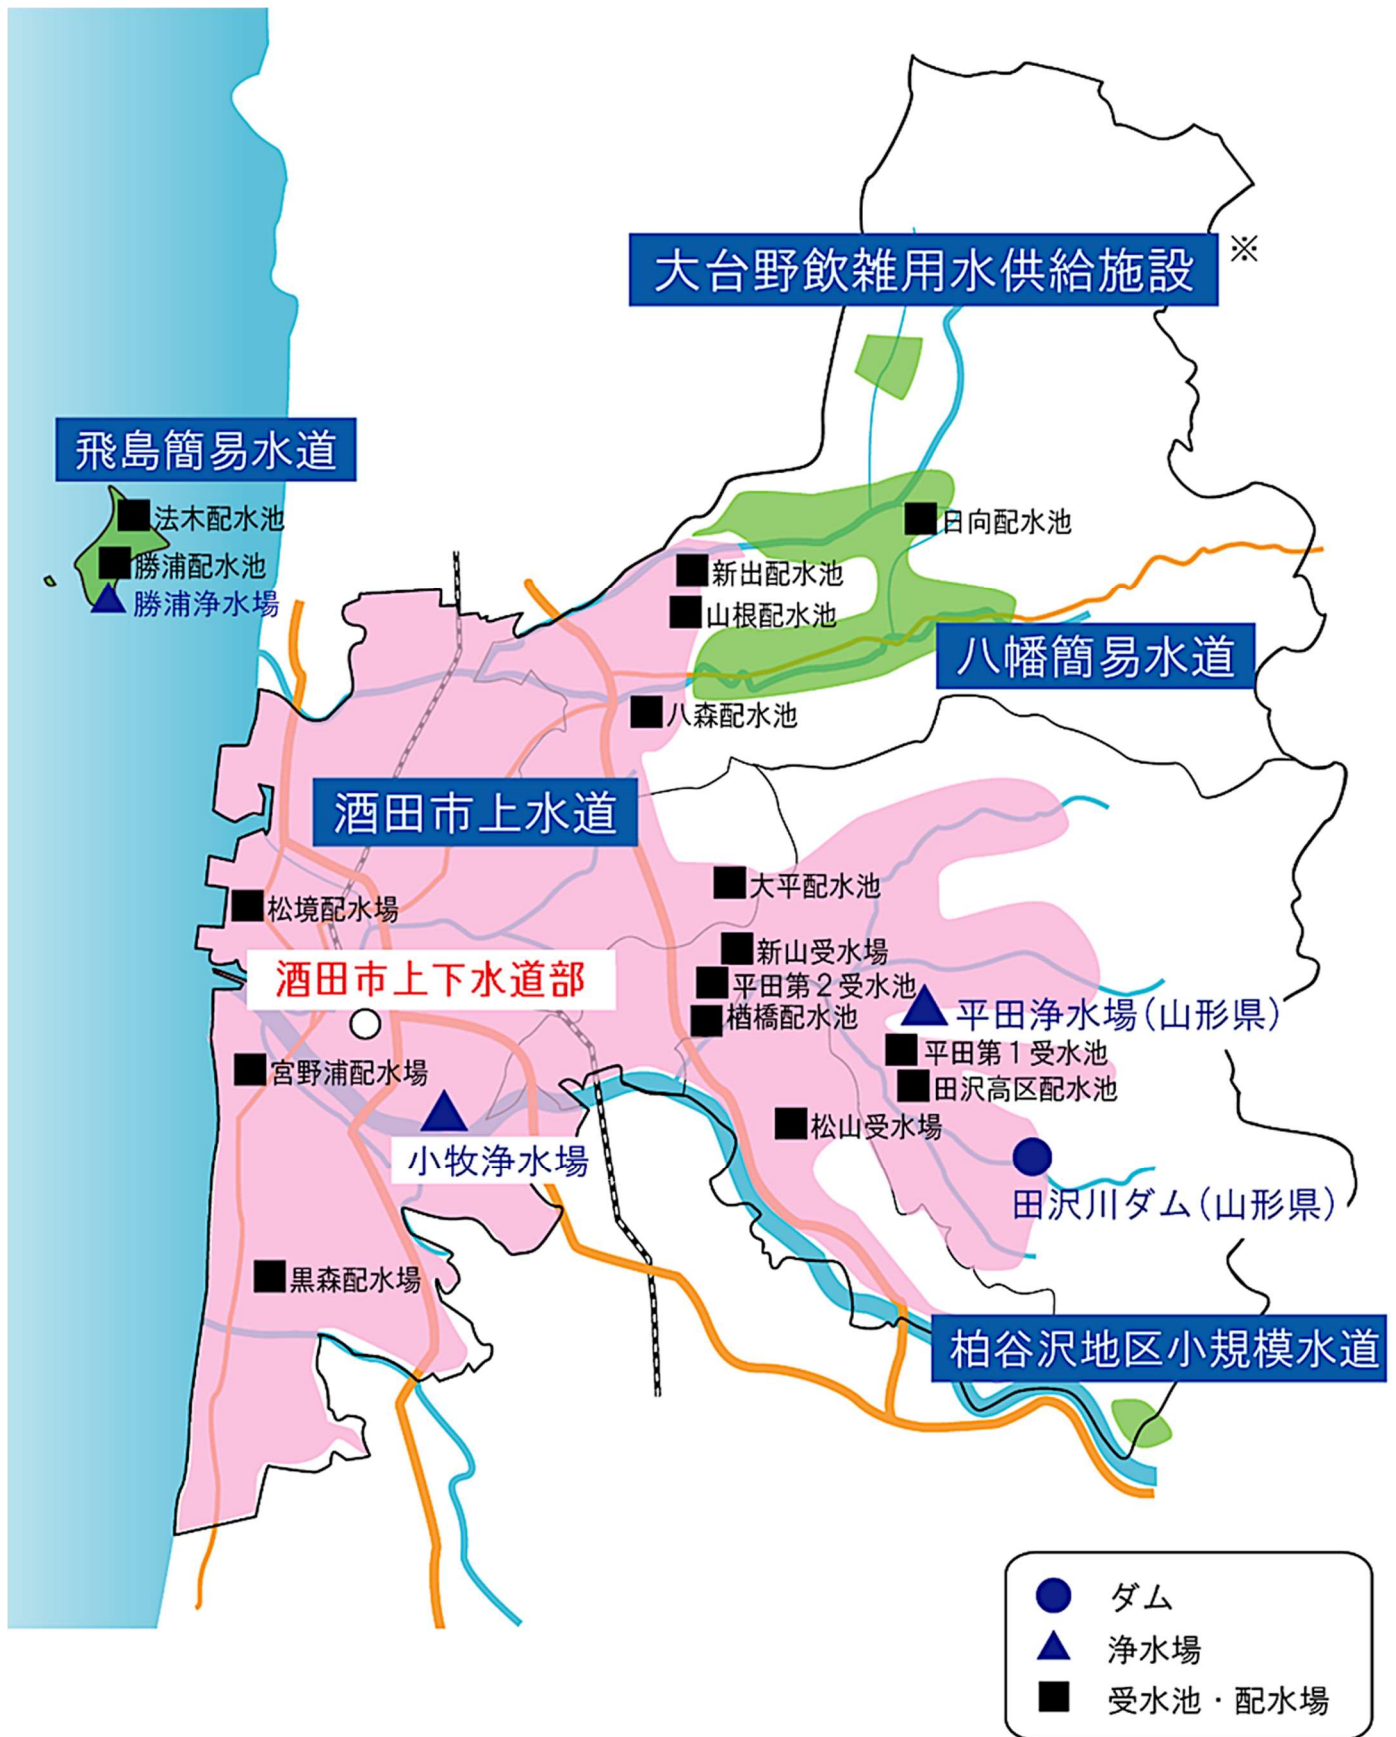 大台野飲雑用水供給施設
※
飛島簡易水道
法木配水池
勝浦配水池
勝浦浄水場
日向配水池
新出配水池
山根配水池
八幡簡易水道
八森配水池
酒田市上水道
大平配水池
松境配水場
新山受水場
酒田市上下水道部
平田第2受水池
楢橋配水池
平田浄水場(山形県)
平田第1受水池
宮野浦配水場
田沢高区配水池
松山受水場
小牧浄水場
田沢川ダム(山形県)
黒森配水場
柏谷沢地区小規模水道
ダム
浄水場
受水池・配水場